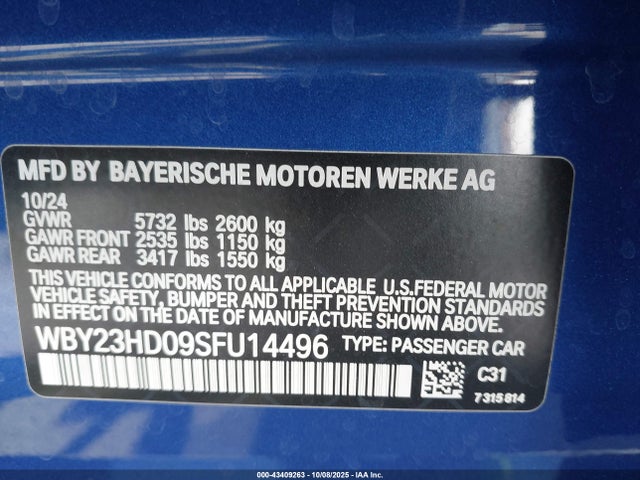 MFD BY BAYERISCHE MOTOREN WERKE AG
10/24
GVWR 5732 lbs 2600 kg
GAWR FRONT 2535 lbs 1150 kg
GAWR REAR 3417 lbs 1550 kg
THIS VEHICLE CONFORMS TO ALL APPLICABLE U.S.FEDERAL MOTOR
VEHICLE SAFETY, BUMPER AND THEFT PREVENTION STANDARDS
IN EFFECT ON THE DATE OF MANUFACTURE SHOWN ABOVE.
WBY23HD09SFU14496 TYPE: PASSENGER CAR
C31
7 315 814
000-43409263 - 10/08/2025 - IAA Inc.